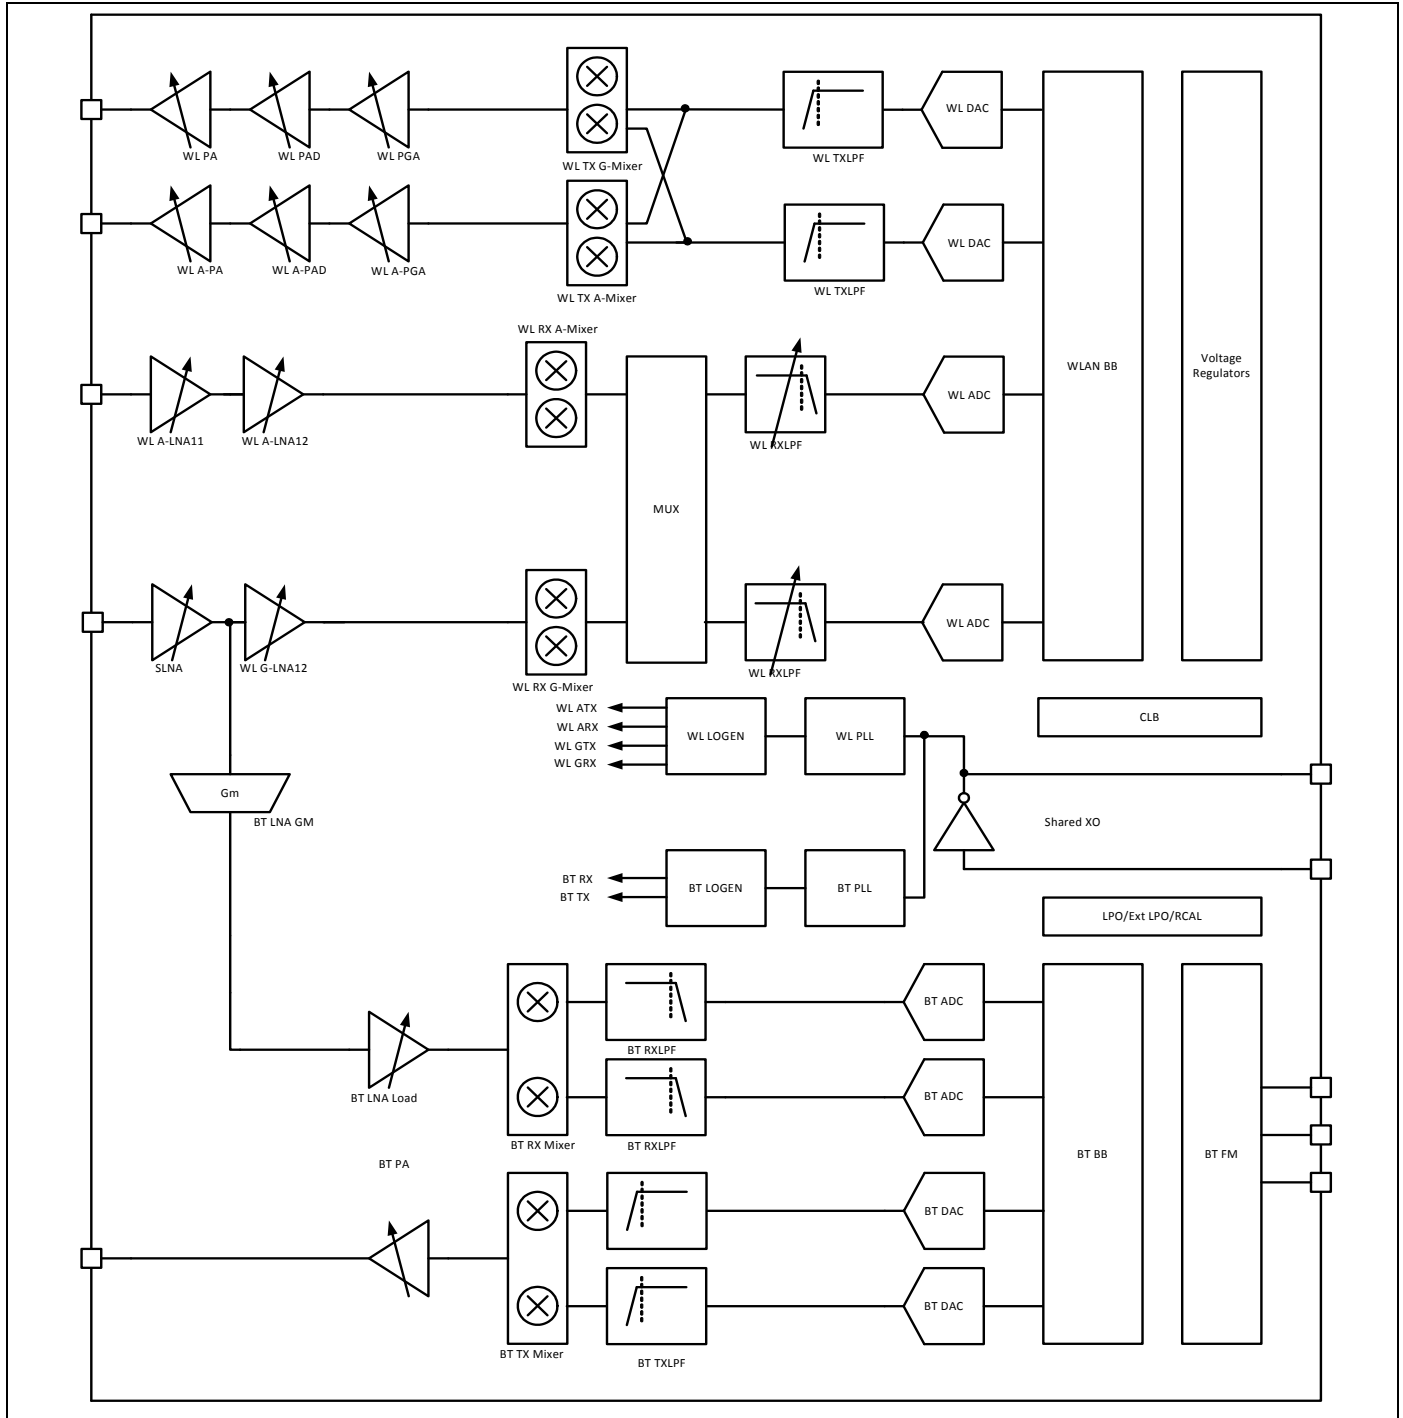 WL PA
WL PAD
WL PGA
WL TX G-Mixer
WL TXLPF
WL DAC
WL A-PA
WL A-PAD
WL A-PGA
WL TX A-Mixer
WL TXLPF
WL DAC
WL RX A-Mixer
WL A-LNA11
WL A-LNA12
MUX
WL RXLPF
WL ADC
WLAN BB
Voltage
Regulators
SLNA
WL G-LNA12
WL RX G-Mixer
WL RXLPF
WL ADC
WL ATX
WL ARX
WL GTX
WL GRX
WL LOGEN
WL PLL
CLB
Gm
BT LNA GM
Shared XO
BT RX
BT TX
BT LOGEN
BT PLL
LPO/Ext LPO/RCAL
BT LNA Load
BT RX Mixer
BT RXLPF
BT ADC
BT RXLPF
BT ADC
BT PA
BT BB
BT FM
BT DAC
BT TX Mixer
BT TXLPF
BT DAC